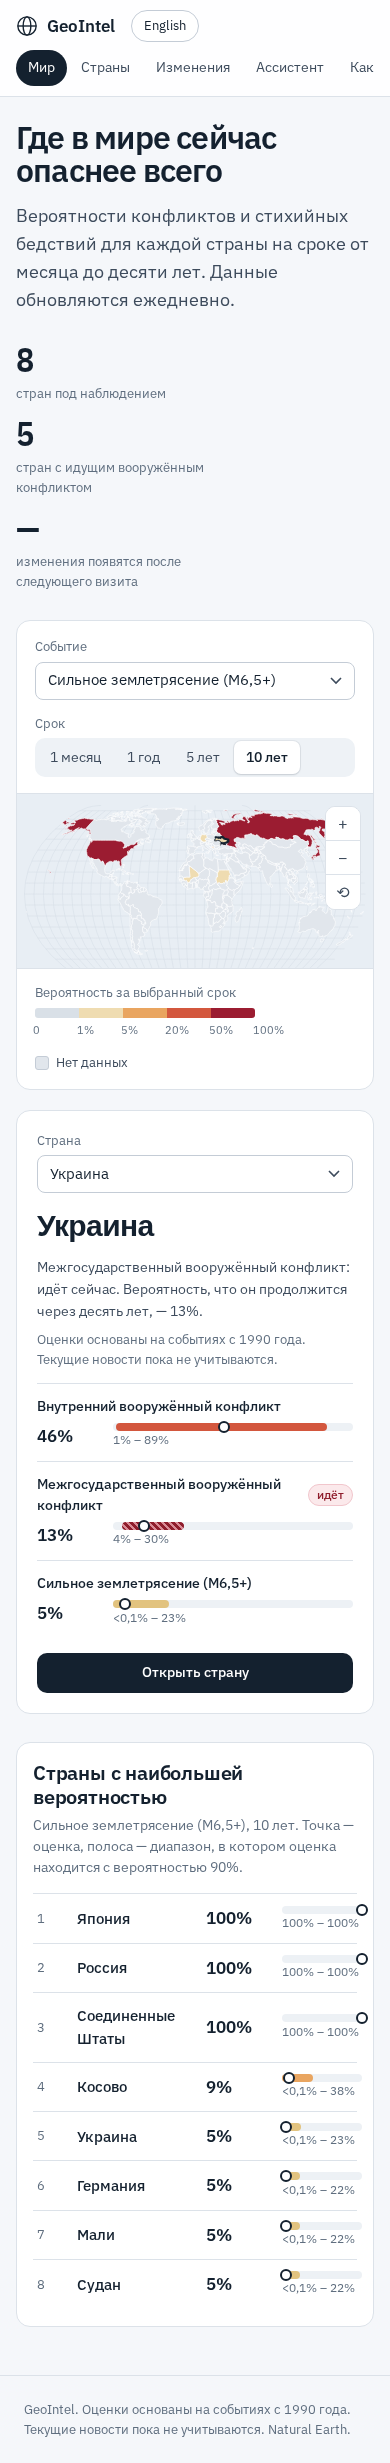 GeoIntel English
Мир Страны Изменения Ассистент Как
Где в мире сейчас
опаснее всего
Вероятности конфликтов и стихийных
бедствий для каждой страны на сроке от
месяца до десяти лет. Данные
обновляются ежедневно.
8
стран под наблюдением
5
стран с идущим вооружённым
конфликтом
—
изменения появятся после
следующего визита
Событие
Сильное землетрясение (M6,5+)
Срок
1 месяц 1 год 5 лет 10 лет
+
−
⟲
Вероятность за выбранный срок
0 1% 5% 20% 50% 100%
Нет данных
Страна
Украина
Украина
Межгосударственный вооружённый конфликт:
идёт сейчас. Вероятность, что он продолжится
через десять лет, — 13%.
Оценки основаны на событиях с 1990 года.
Текущие новости пока не учитываются.
Внутренний вооружённый конфликт
46%
1% – 89%
Межгосударственный вооружённый
конфликт
идёт
13%
4% – 30%
Сильное землетрясение (M6,5+)
5%
<0,1% – 23%
Открыть страну
Страны с наибольшей
вероятностью
Сильное землетрясение (M6,5+), 10 лет. Точка —
оценка, полоса — диапазон, в котором оценка
находится с вероятностью 90%.
1 Япония 100% 100% – 100%
2 Россия 100% 100% – 100%
3 Соединенные
Штаты 100% 100% – 100%
4 Косово 9% <0,1% – 38%
5 Украина 5% <0,1% – 23%
6 Германия 5% <0,1% – 22%
7 Мали 5% <0,1% – 22%
8 Судан 5% <0,1% – 22%
GeoIntel. Оценки основаны на событиях с 1990 года.
Текущие новости пока не учитываются. Natural Earth.